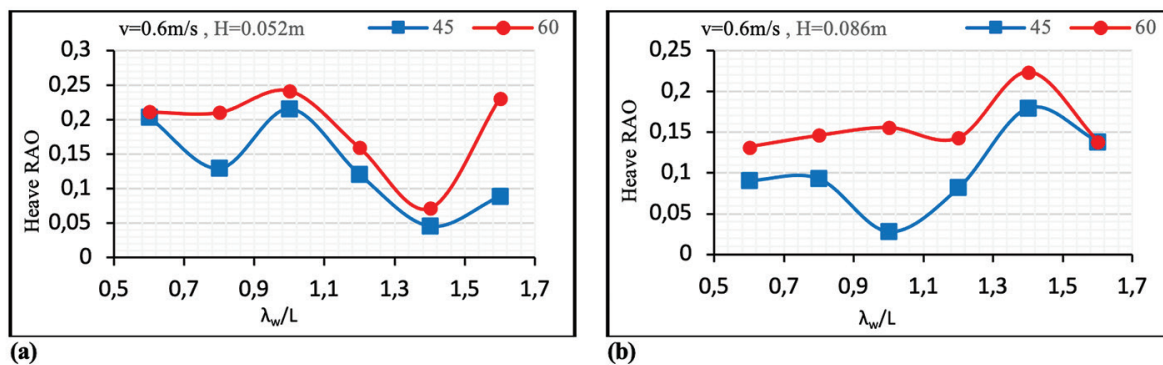 v=0.6m/s , H=0.052m 45 60
0,3
0,25
0,2
0,15
0,1
0,05
0
Heave RAO
0,5 0,7 0,9 1,1 1,3 1,5 1,7
λw/L
(a)
v=0.6m/s , H=0.086m 45 60
0,25
0,2
0,15
0,1
0,05
0
Heave RAO
0,5 0,7 0,9 1,1 1,3 1,5 1,7
λw/L
(b)